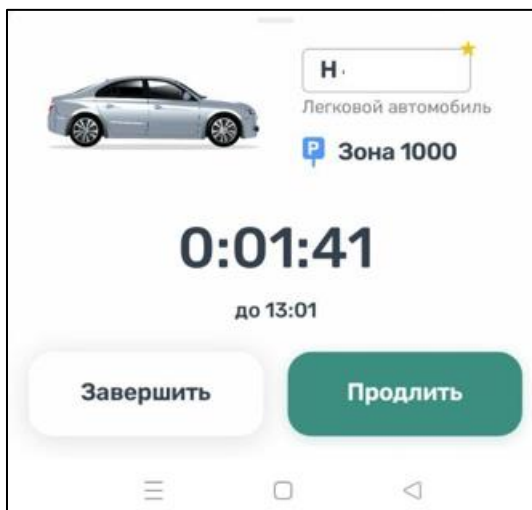 Н
Легковой автомобиль
P Зона 1000
0:01:41
до 13:01
Завершить
Продлить